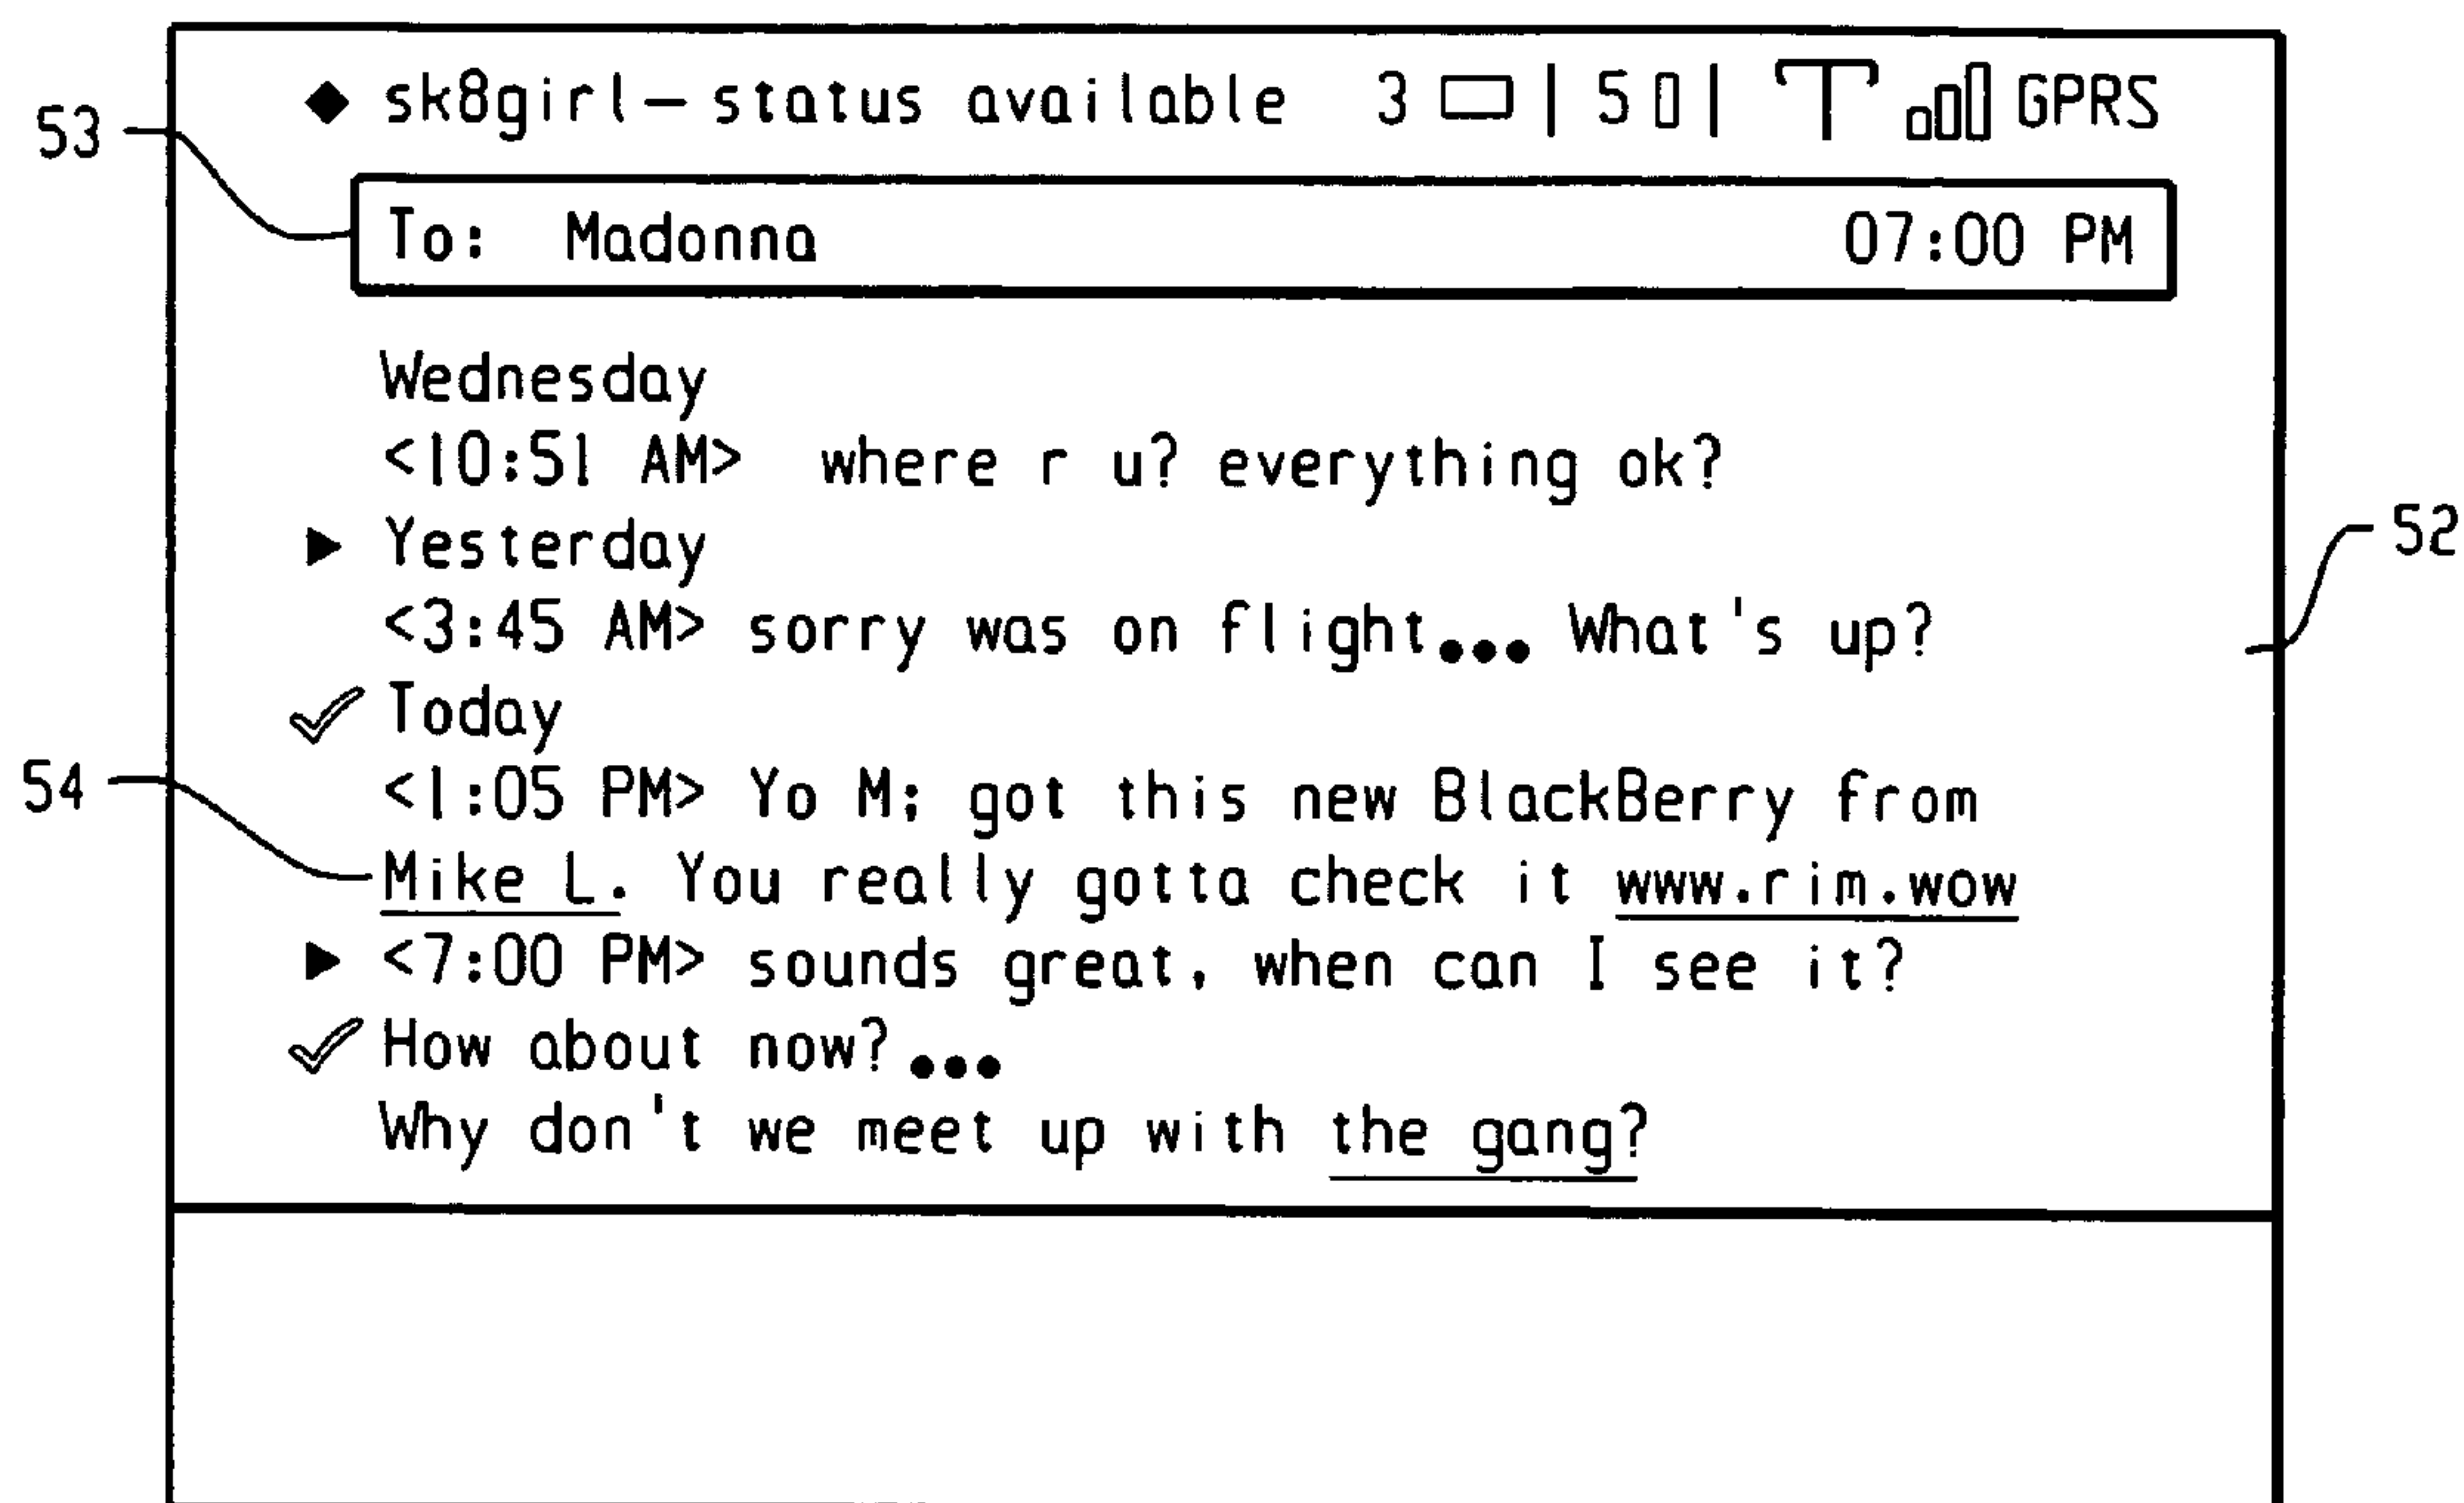 ◆ sk8girl– status available 3 ▭ | 5 ▯ | GPRS
53
To: Madonna 07:00 PM
Wednesday
<10:51 AM> where r u? everything ok?
▶ Yesterday
52
<3:45 AM> sorry was on flight... What's up?
✓ Today
54
<1:05 PM> Yo M; got this new BlackBerry from
Mike L. You really gotta check it www.rim.wow
▶ <7:00 PM> sounds great, when can I see it?
✓ How about now?...
Why don't we meet up with the gang?